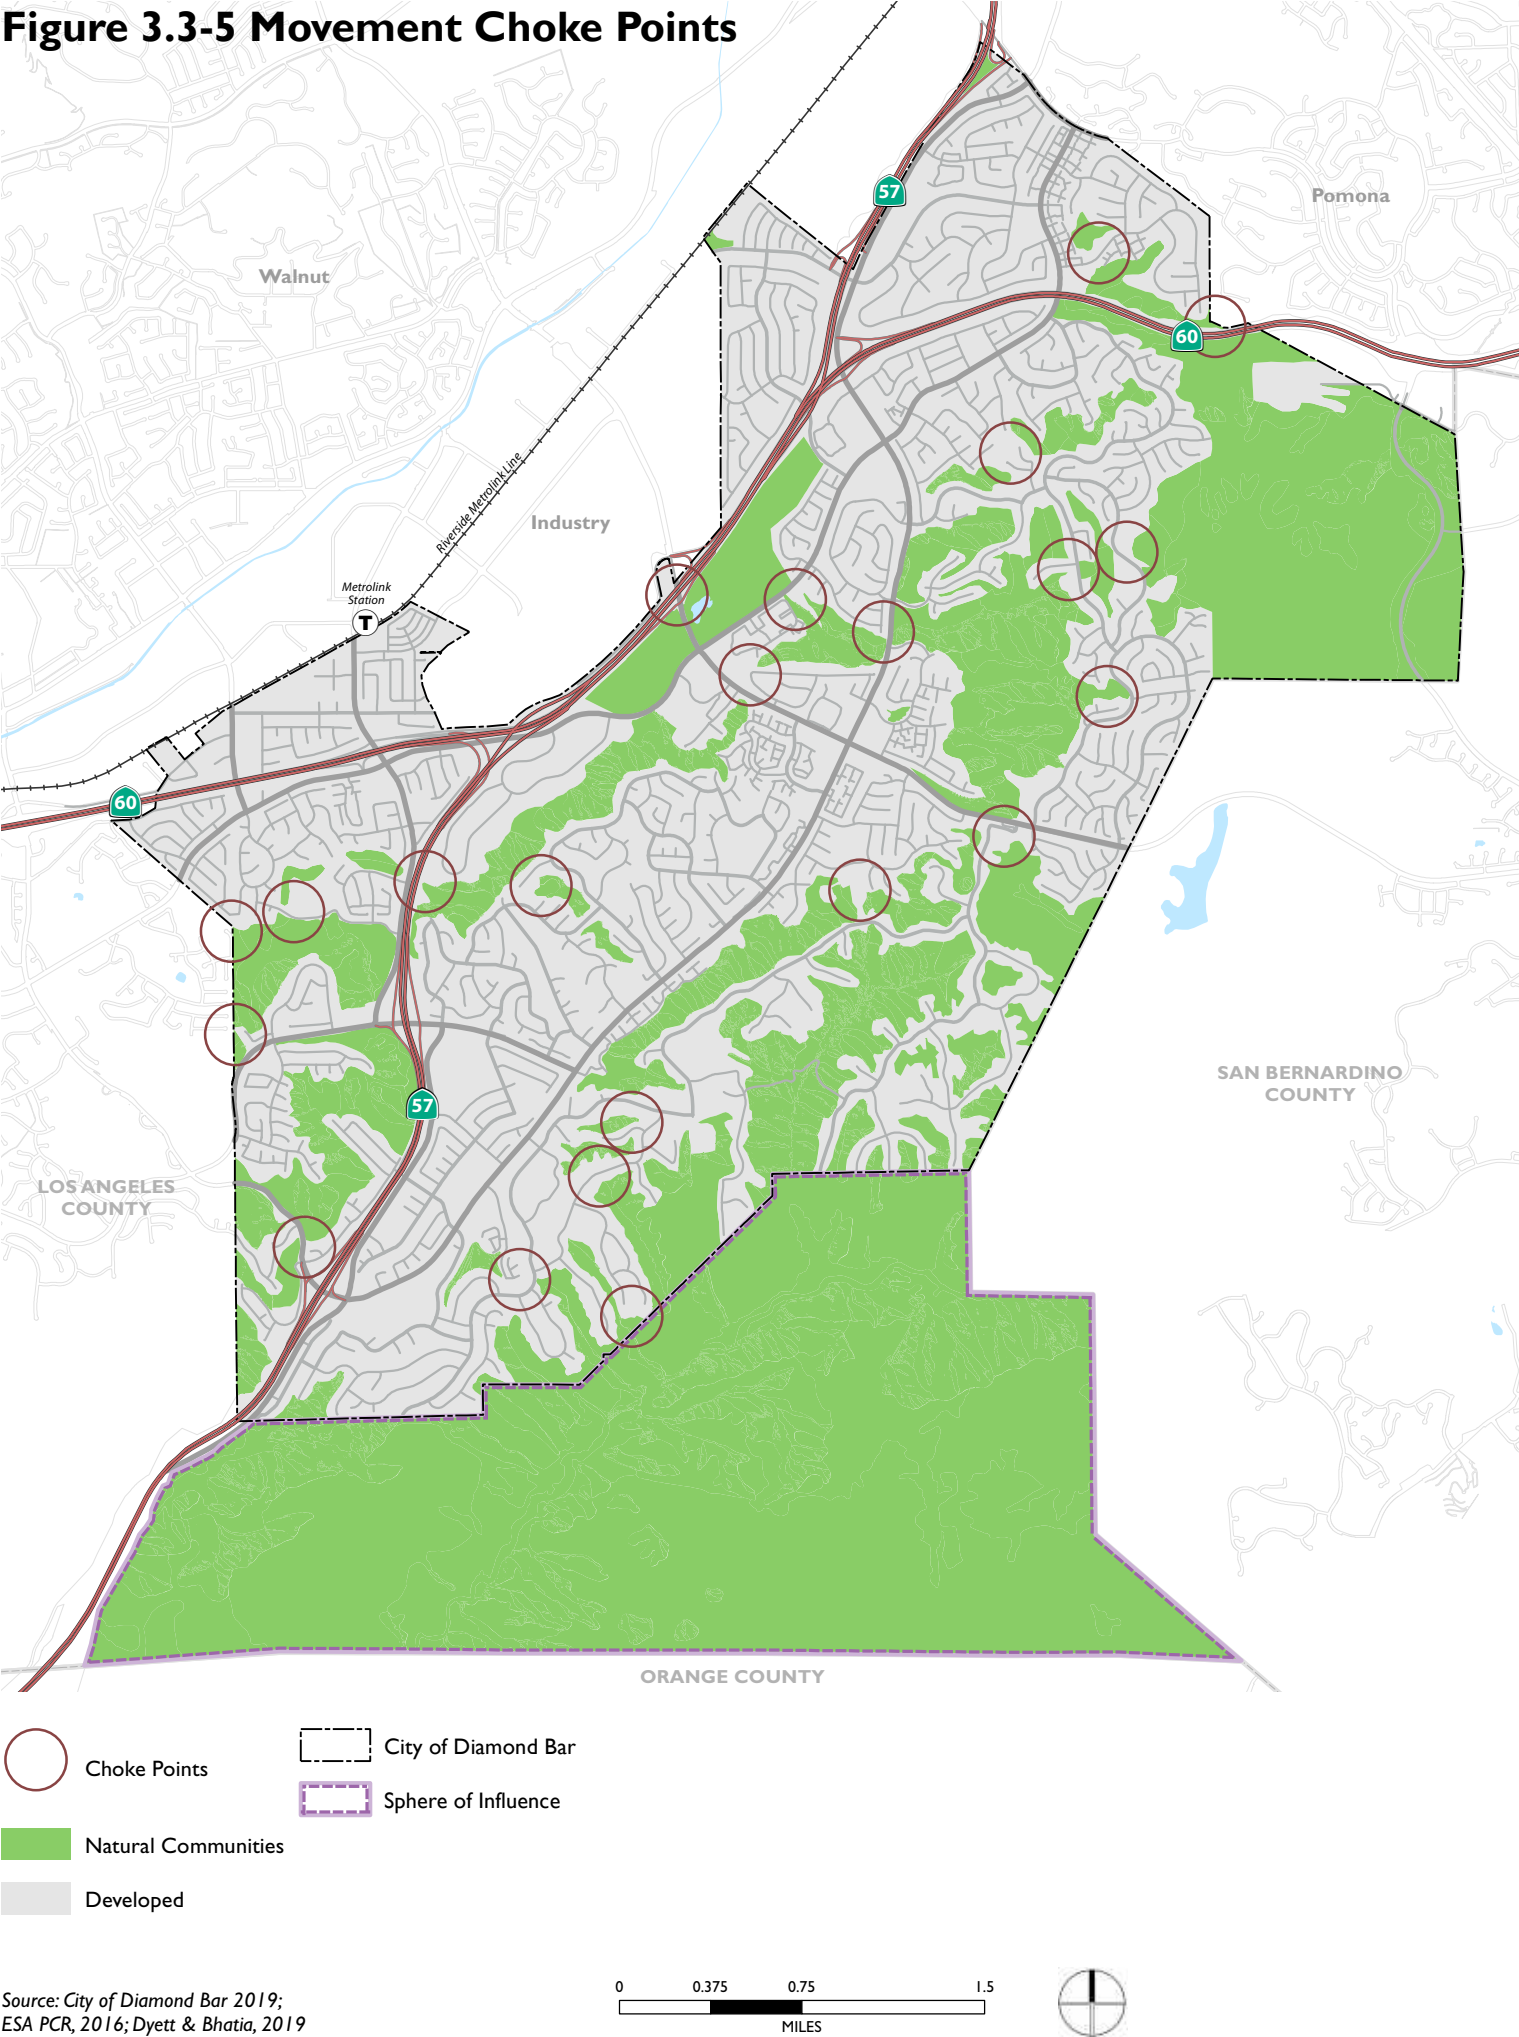 Figure 3.3-5 Movement Choke Points
57
Pomona
Walnut
60
Riverside Metrolink Line
Industry
Metrolink
Station
T
60
SAN BERNARDINO
COUNTY
57
LOS ANGELES
COUNTY
ORANGE COUNTY
Choke Points
City of Diamond Bar
Sphere of Influence
Natural Communities
Developed
0 0.375 0.75 1.5
MILES
Source: City of Diamond Bar 2019;
ESA PCR, 2016; Dyett & Bhatia, 2019